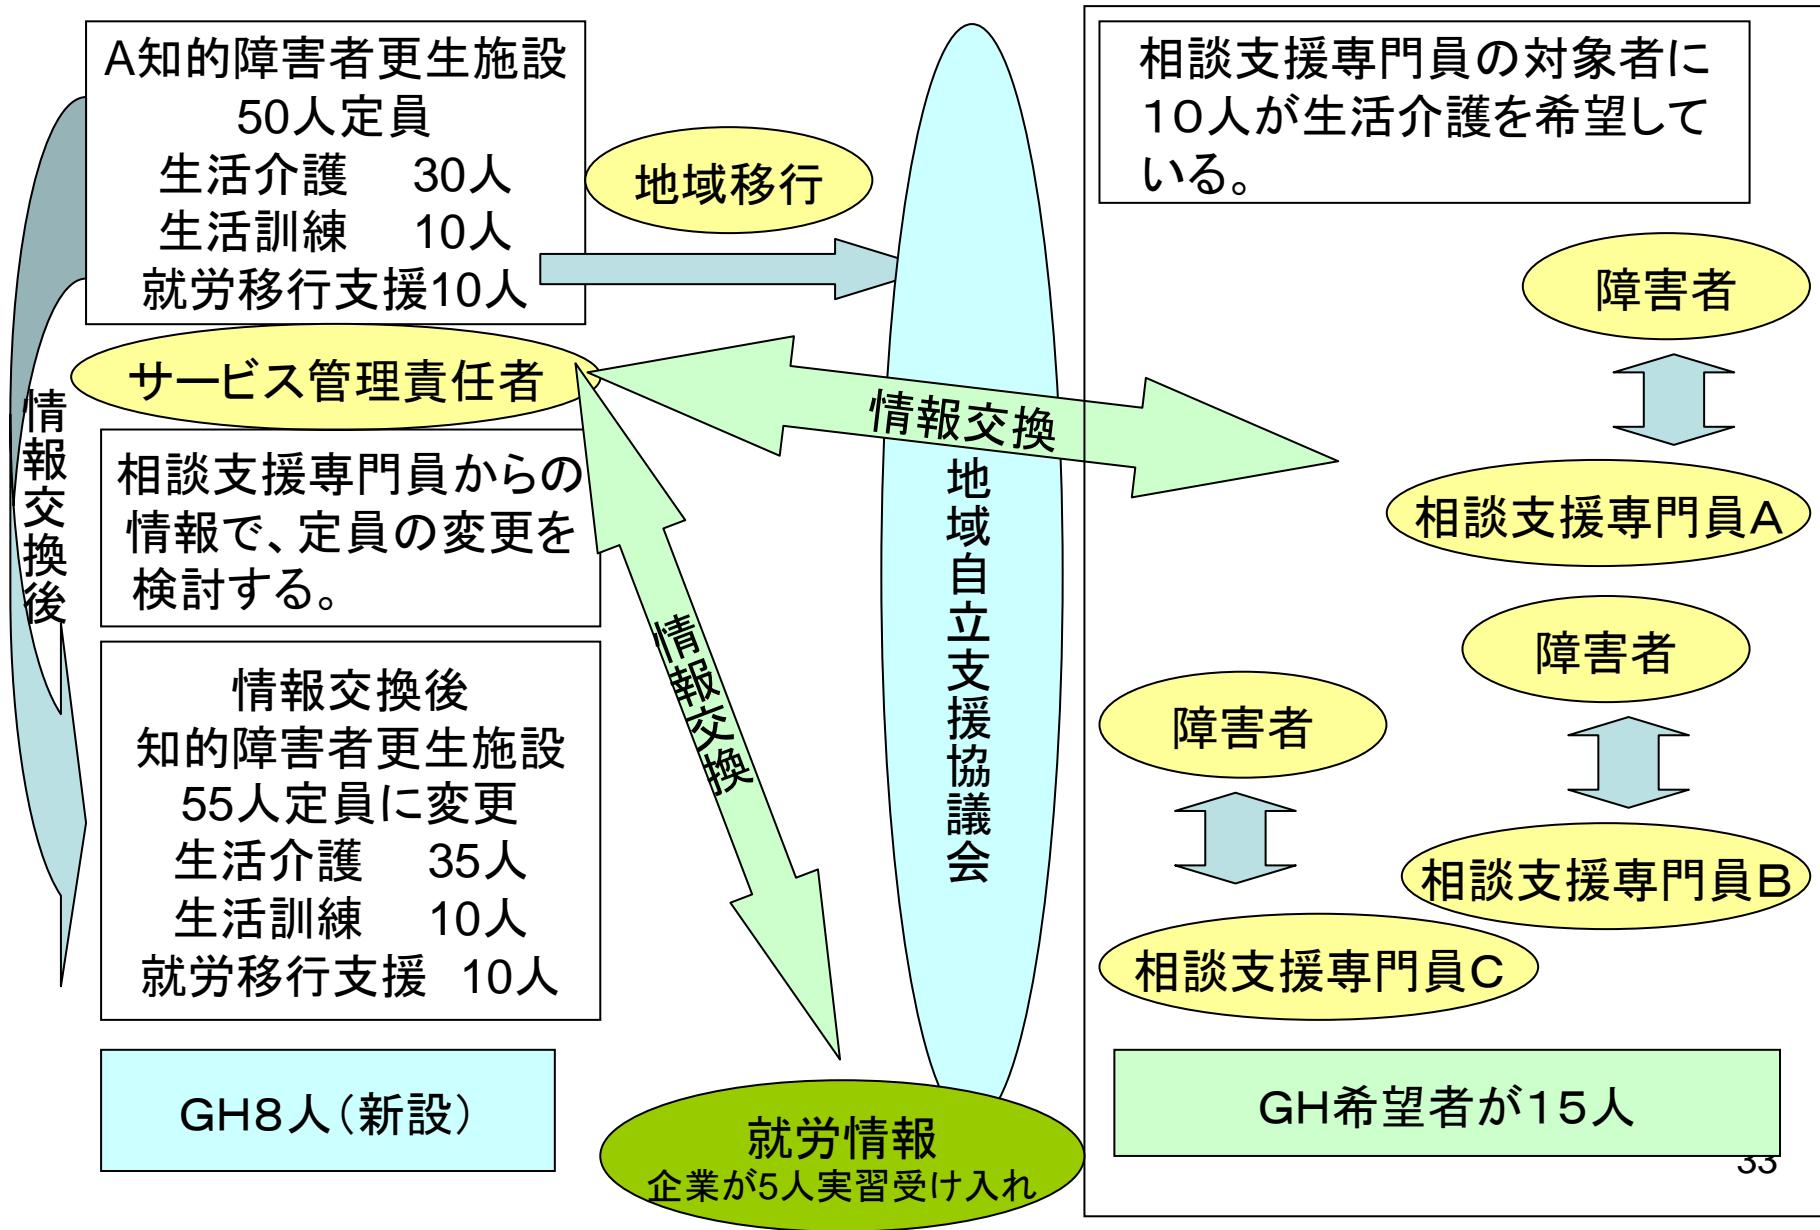 A知的障害者更生施設
50人定員
生活介護　30人
生活訓練　10人
就労移行支援10人
地域移行
サービス管理責任者
情報交換後
相談支援専門員からの
情報で、定員の変更を
検討する。
情報交換後
知的障害者更生施設
55人定員に変更
生活介護　35人
生活訓練　10人
就労移行支援 10人
GH8人（新設）
情報交換
情報交換
地域自立支援協議会
就労情報
企業が5人実習受け入れ
相談支援専門員の対象者に
１０人が生活介護を希望して
いる。
障害者
相談支援専門員A
障害者
相談支援専門員B
障害者
相談支援専門員C
GH希望者が１５人
33